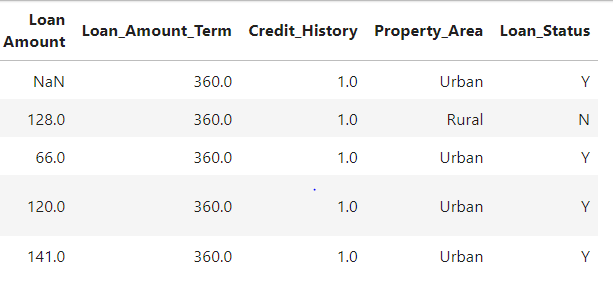 Loan Amount Loan_Amount_Term Credit_History Property_Area Loan_Status
NaN 360.0 1.0 Urban Y
128.0 360.0 1.0 Rural N
66.0 360.0 1.0 Urban Y
120.0 360.0 1.0 Urban Y
141.0 360.0 1.0 Urban Y